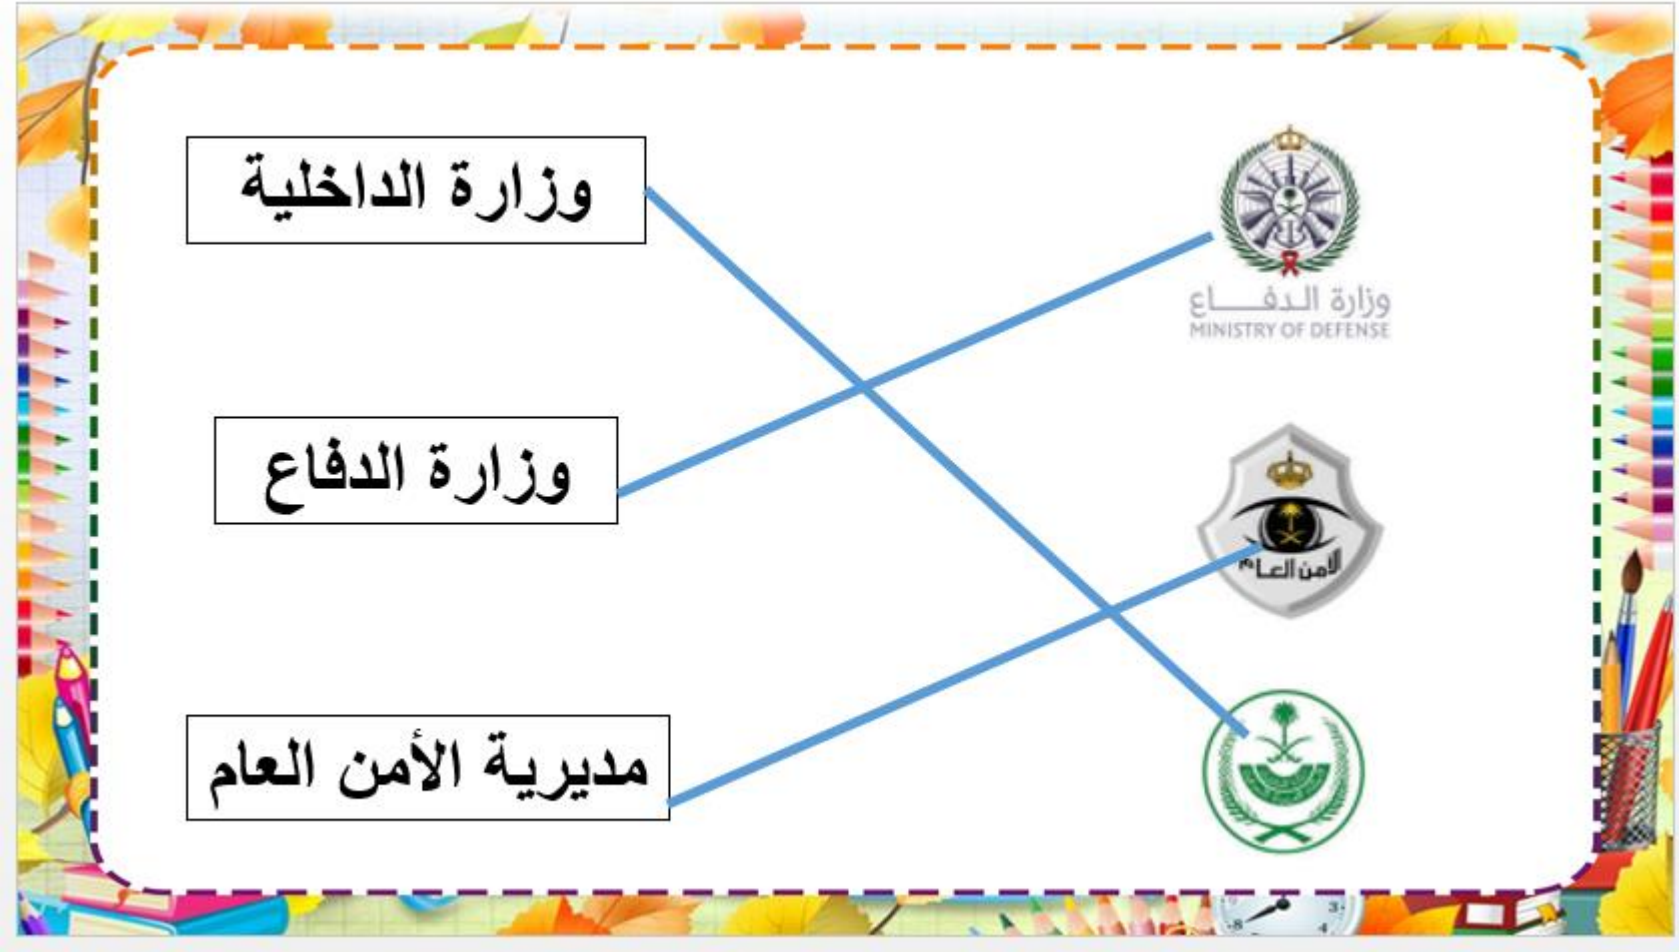 وزارة الداخلية
وزارة الدفاع
MINISTRY OF DEFENSE
وزارة الدفاع
الأمن العام
مديرية الأمن العام